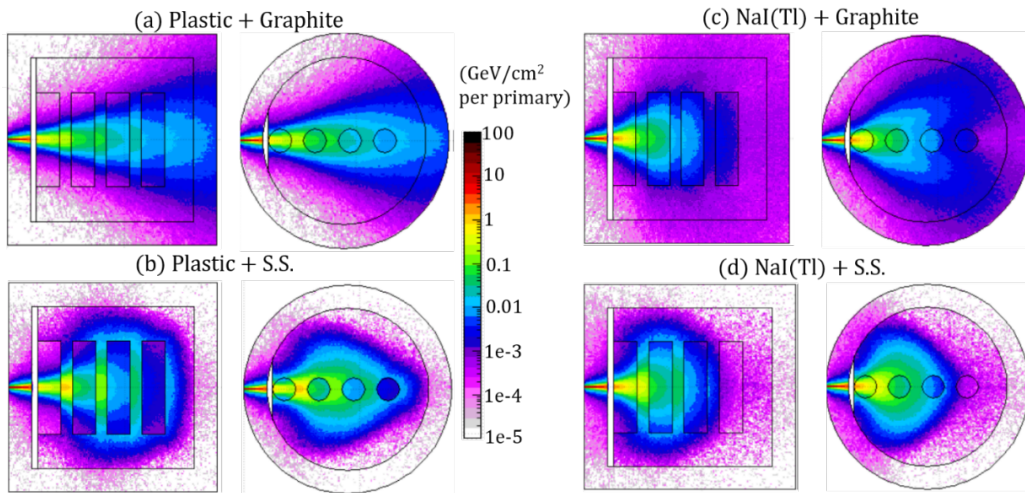 (a) Plastic + Graphite
(c) NaI(Tl) + Graphite
(GeV/cm²
per primary)
100
10
1
0.1
0.01
1e-3
1e-4
1e-5
(b) Plastic + S.S.
(d) NaI(Tl) + S.S.